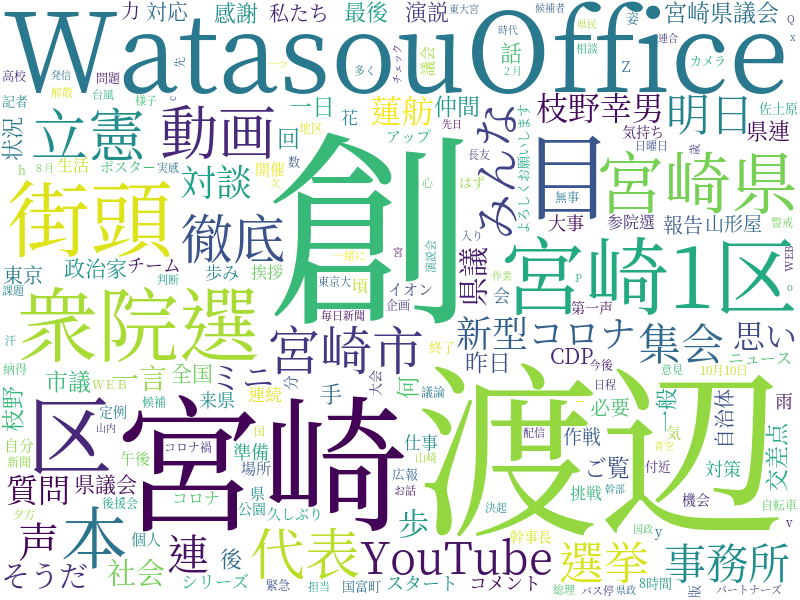 WatasouOffice
創
渡辺
宮崎
宮崎1区
衆院選
街頭
立憲
動画
目
宮崎県
みんな
明日
枝野幸男
蓮舫
仲間
県連
対談
徹底
宮崎市
ミニ
新型コロナ
集会
思い
県議
区
本
声
質問
連
代表
YouTube
選挙
事務所
社会
そうだ
歩
後
力
対応
感謝
私たち
最後
演説
宮崎県議会
議会
話
一日
花
回
状況
東京
政治家
チーム
歩み
挨拶
市議
一言
全国
来県
連続
枝野
県議会
準備
仕事
手
何
昨日
CDP
必要
作戦
ご覧
一般
自治体
交差点
雨
対策
ニュース
報告
山形屋
大事
参院選
気持ち
佐土原
日曜日
県民
相談
カメラ
候補者
東大宮
時代
2月
チェック
多く
先日
アップ
地区
開催
数
一つ
先
様子
台風
発信
解散
問題
高校
記者
8月
生活
ポスター
実感
長友
心
はず
よろしくお願いします
無事
警戒
WEB
イオン
企画
頃
東京大
毎日新聞
一緒に
演説会
入り
作業
会
第一声
今後
日程
意見
10月10日
終了
議論
大会
分
候補
定例
山内
コロナ禍
コロナ
午後
自分
新聞
後援会
夕方
課題
納得
汗
判断
場所
県
公園
広報
お話
山崎
個人
久しぶり
シリーズ
緊急
担当
国富町
スタート
コメント
幹事長
決起
幹部
配信
挑戦
機会
付近
青空
気
自転車
国政
総理
バス停
県政
8時間
版
パートナーズ
連合
姿
歳
国
宮
次